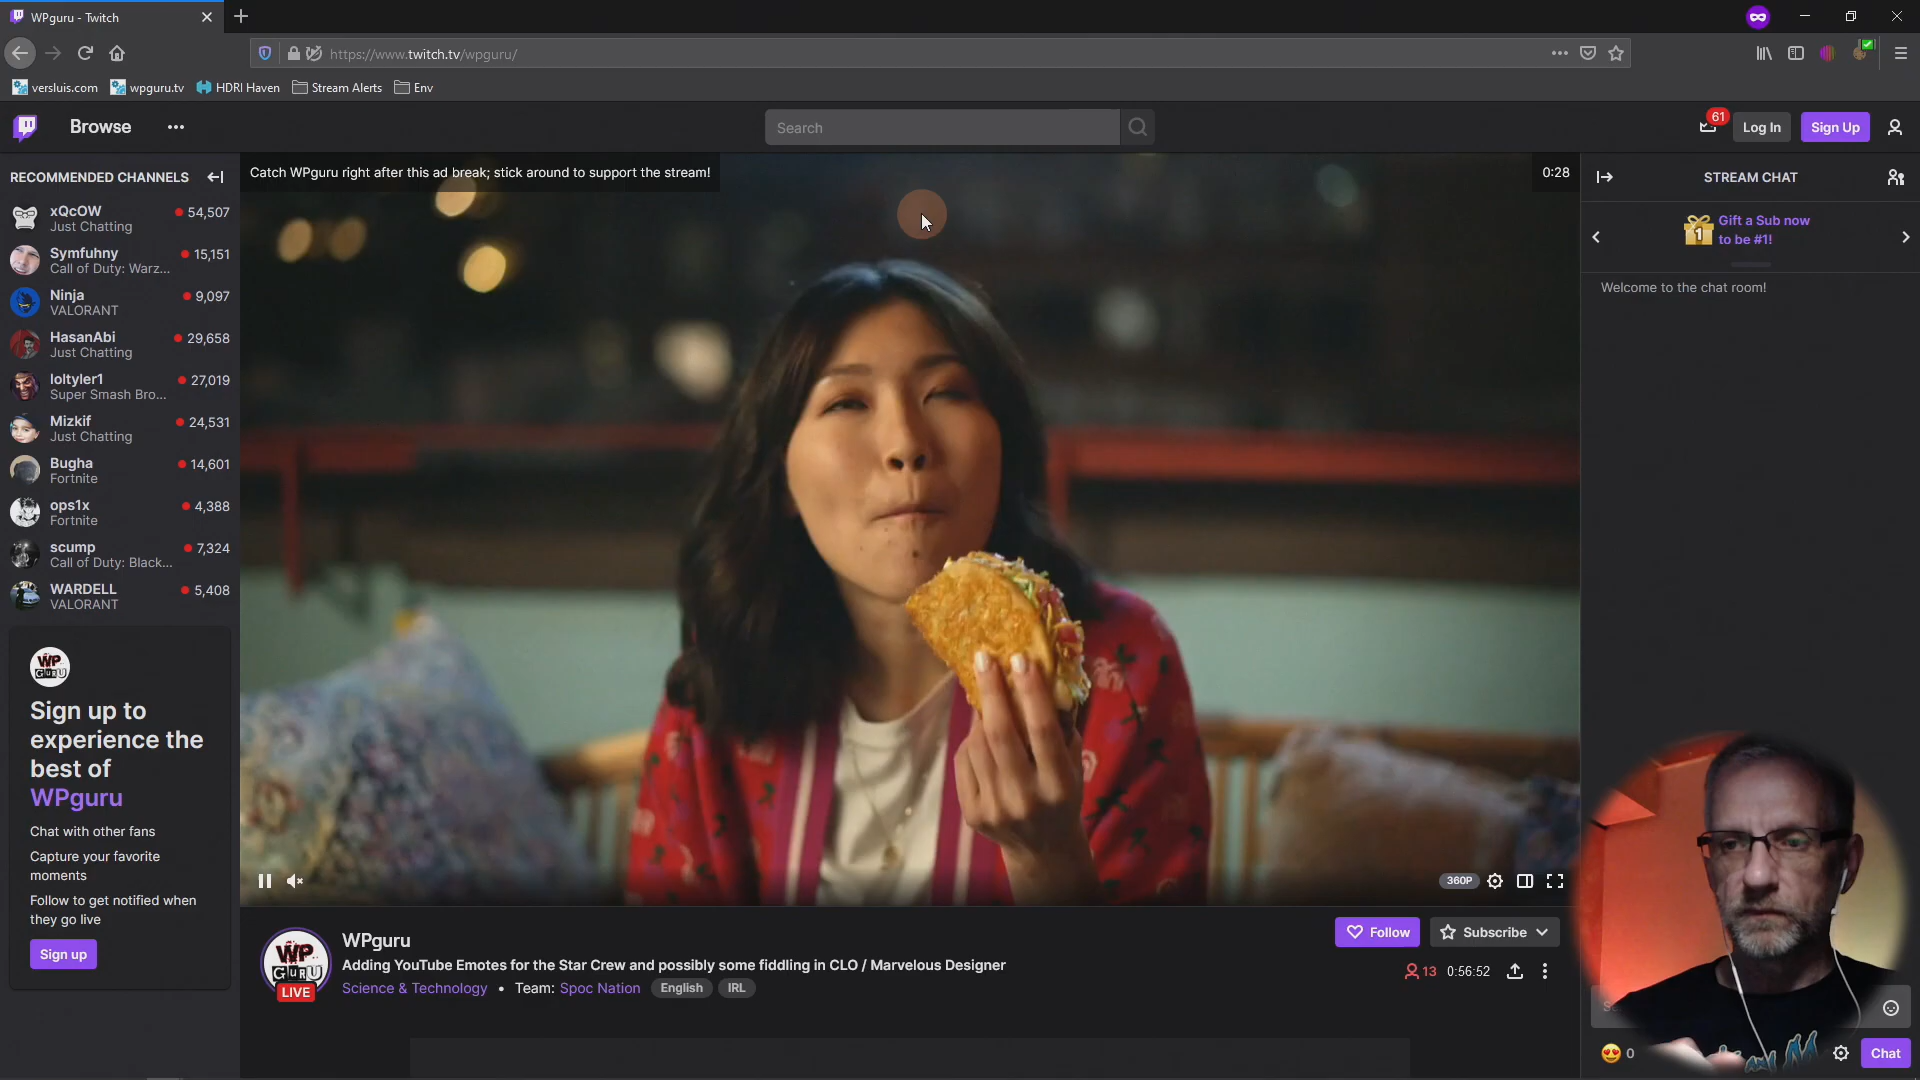 WPguru - Twitch
https://www.twitch.tv/wpguru/
versluis.com
wpguru.tv
HDRI Haven
Stream Alerts
Env
Browse
Search
61
Log In
Sign Up
RECOMMENDED CHANNELS
xQcOW
54,507
Just Chatting
Symfuhny
15,151
Call of Duty: Warz...
Ninja
9,097
VALORANT
HasanAbi
29,658
Just Chatting
loltyler1
27,019
Super Smash Bro...
Mizkif
24,531
Just Chatting
Bugha
14,601
Fortnite
ops1x
4,388
Fortnite
scump
7,324
Call of Duty: Black...
WARDELL
5,408
VALORANT
WP
GURU
Sign up to
experience the
best of
WPguru
Chat with other fans
Capture your favorite
moments
Follow to get notified when
they go live
Sign up
Catch WPguru right after this ad break; stick around to support the stream!
0:28
360P
WP
GURU
LIVE
WPguru
Adding YouTube Emotes for the Star Crew and possibly some fiddling in CLO / Marvelous Designer
Science & Technology • Team: Spoc Nation English IRL
Follow
Subscribe
13
0:56:52
STREAM CHAT
1
Gift a Sub now
to be #1!
Welcome to the chat room!
0
Chat